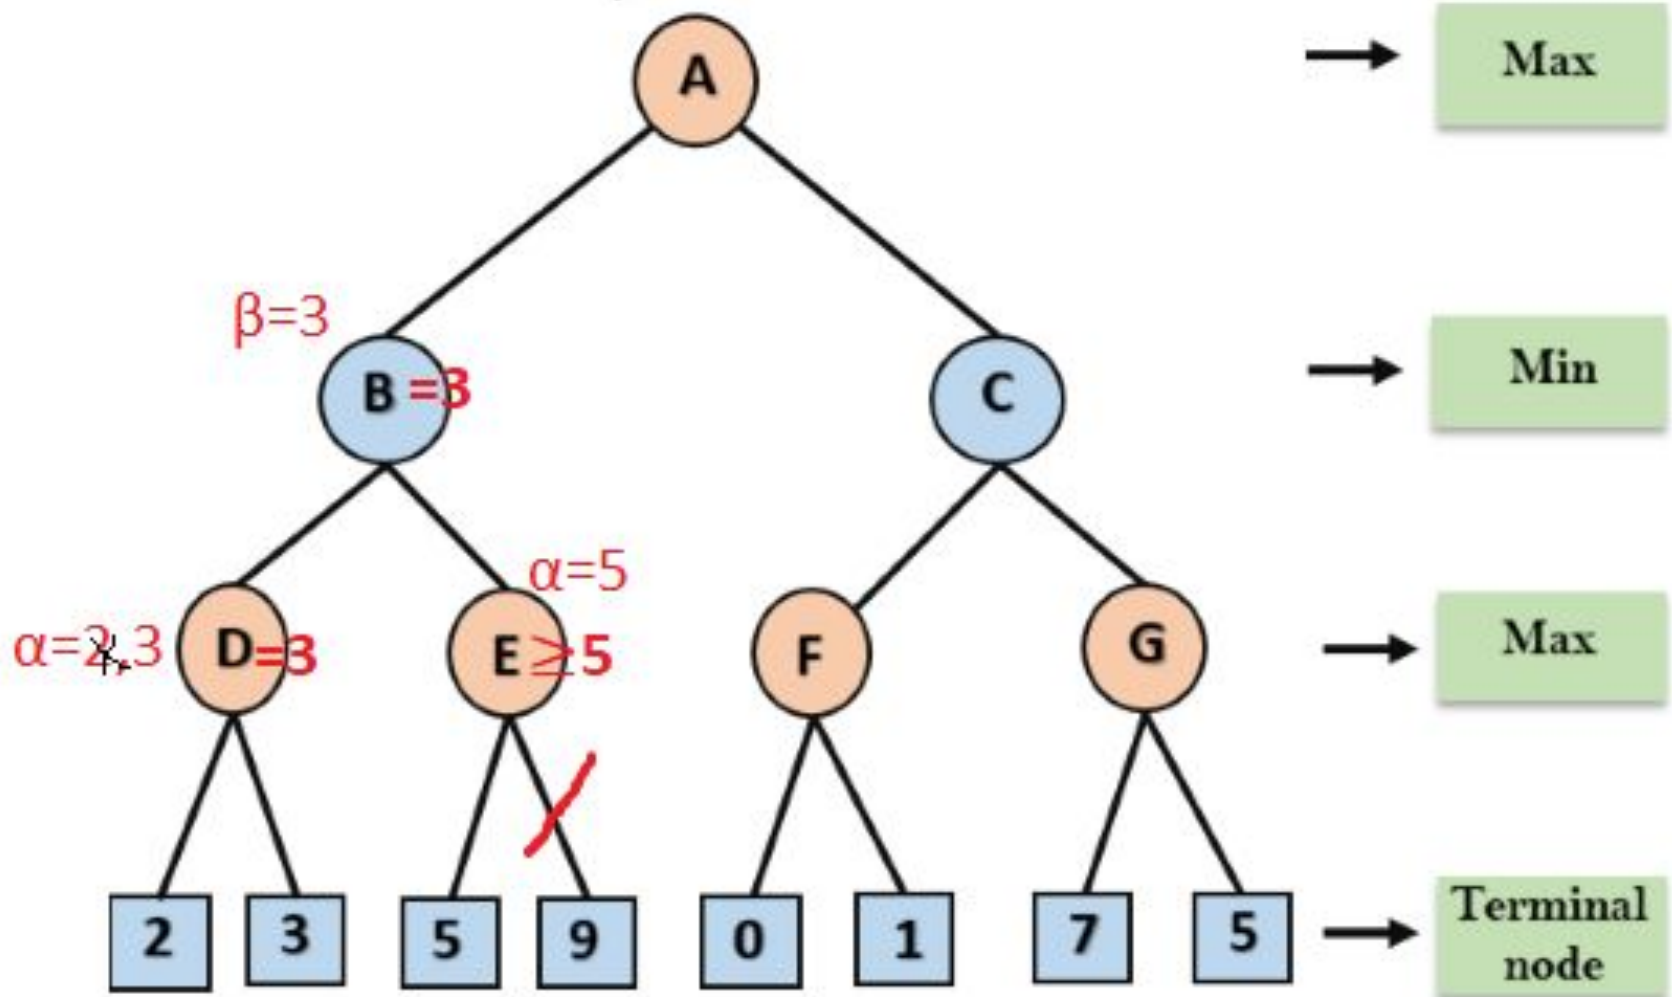 A
Max
β=3
B =3
C
Min
α=5
α=2,3
D=3
E ≥5
F
G
Max
2
3
5
9
0
1
7
5
Terminal
node